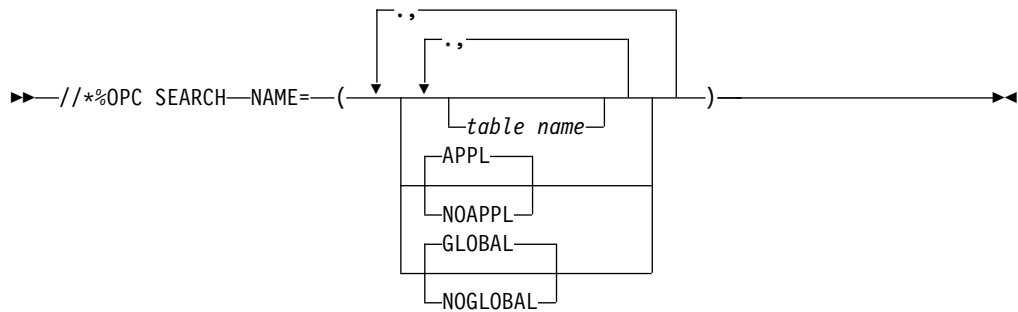 .,
.,
//*%OPC SEARCH NAME= ( )
table name
APPL
NOAPPL
GLOBAL
NOGLOBAL